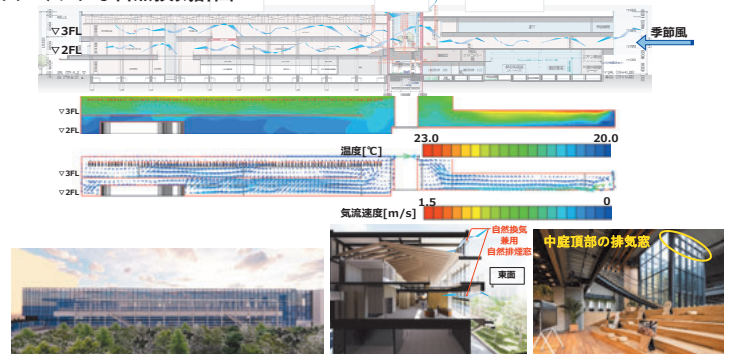 ▽3FL
▽2FL
季節風
▽3FL
▽2FL
23.0
20.0
温度[℃]
▽3FL
▽2FL
1.5
0
気流速度[m/s]
自然換気
兼用
自然排煙窓
東面
中庭頂部の排気窓